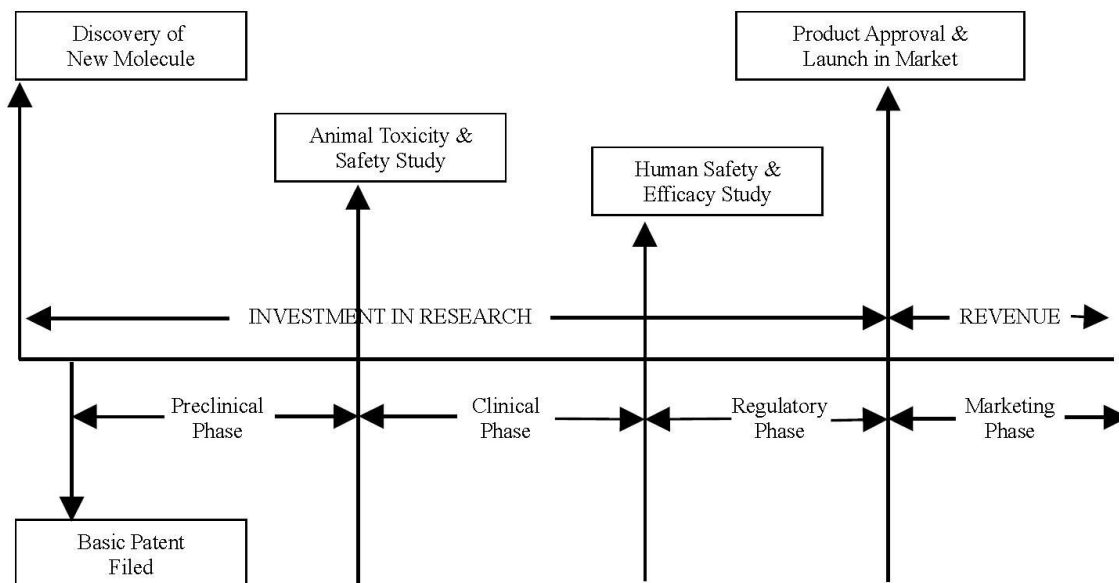 Discovery of
New Molecule
Product Approval &
Launch in Market
Animal Toxicity &
Safety Study
Human Safety &
Efficacy Study
INVESTMENT IN RESEARCH
REVENUE
Preclinical
Phase
Clinical
Phase
Regulatory
Phase
Marketing
Phase
Basic Patent
Filed